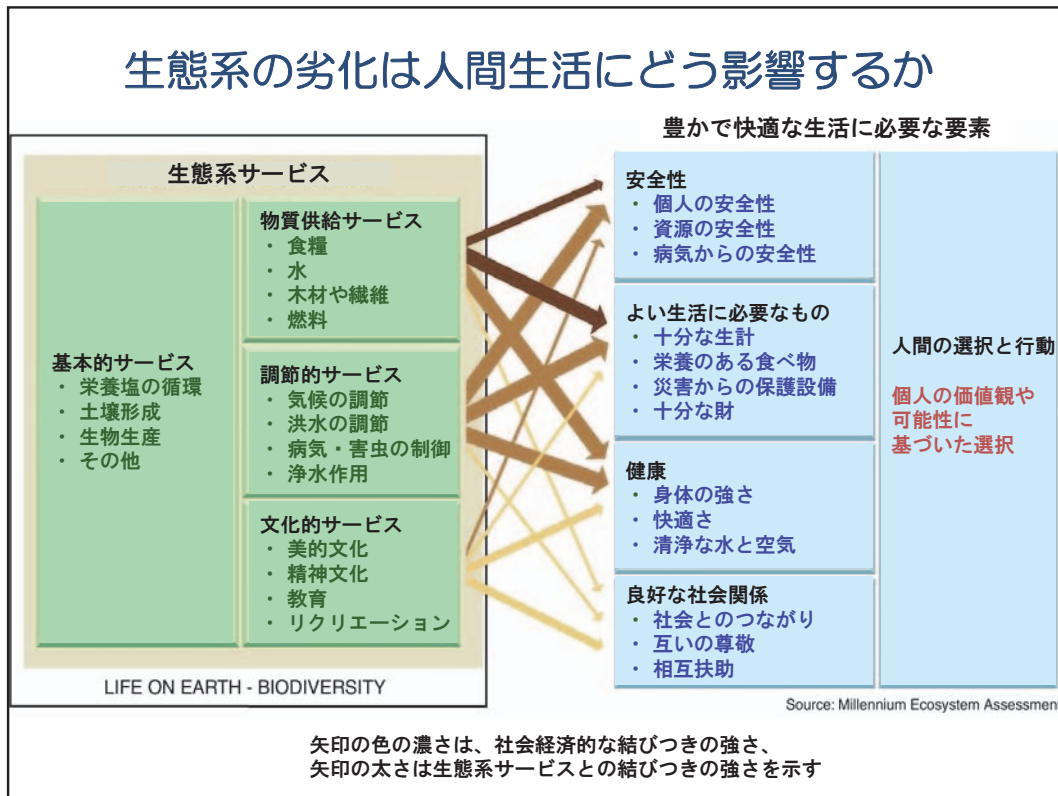 生態系の劣化は人間生活にどう影響するか
豊かで快適な生活に必要な要素
生態系サービス
基本的サービス
・ 栄養塩の循環
・ 土壌形成
・ 生物生産
・ その他
物質供給サービス
・ 食糧
・ 水
・ 木材や繊維
・ 燃料
調節的サービス
・ 気候の調節
・ 洪水の調節
・ 病気・害虫の制御
・ 浄水作用
文化的サービス
・ 美的文化
・ 精神文化
・ 教育
・ リクリエーション
LIFE ON EARTH - BIODIVERSITY
安全性
・ 個人の安全性
・ 資源の安全性
・ 病気からの安全性
よい生活に必要なもの
・ 十分な生計
・ 栄養のある食べ物
・ 災害からの保護設備
・ 十分な財
健康
・ 身体の強さ
・ 快適さ
・ 清浄な水と空気
良好な社会関係
・ 社会とのつながり
・ 互いの尊敬
・ 相互扶助
人間の選択と行動
個人の価値観や
可能性に
基づいた選択
Source: Millennium Ecosystem Assessment
矢印の色の濃さは、社会経済的な結びつきの強さ、
矢印の太さは生態系サービスとの結びつきの強さを示す